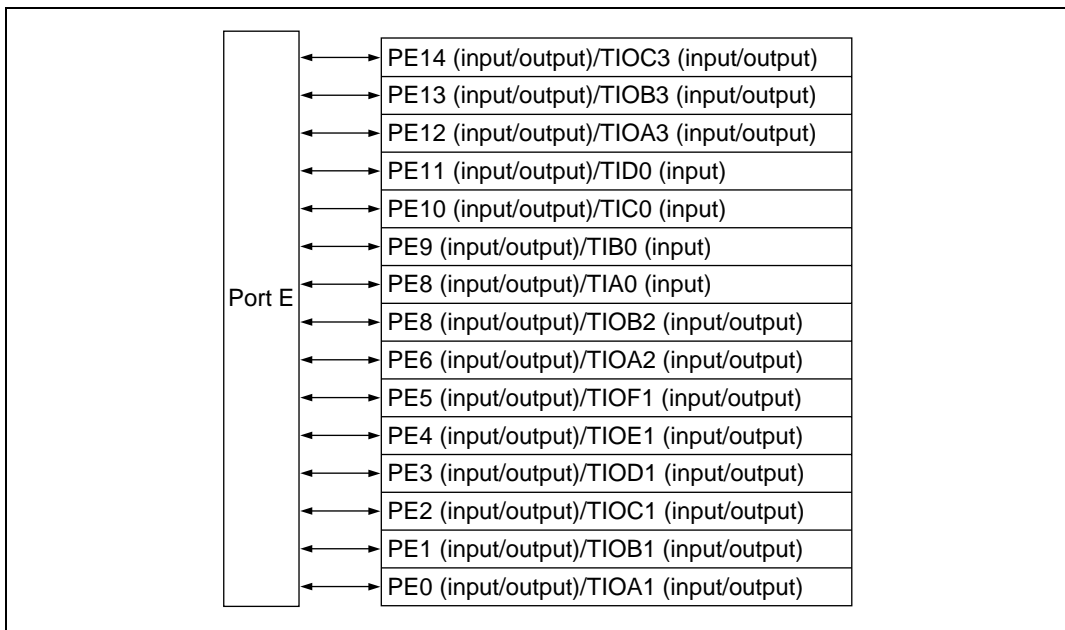 Port E
PE14 (input/output)/TIOC3 (input/output)
PE13 (input/output)/TIOB3 (input/output)
PE12 (input/output)/TIOA3 (input/output)
PE11 (input/output)/TID0 (input)
PE10 (input/output)/TIC0 (input)
PE9 (input/output)/TIB0 (input)
PE8 (input/output)/TIA0 (input)
PE8 (input/output)/TIOB2 (input/output)
PE6 (input/output)/TIOA2 (input/output)
PE5 (input/output)/TIOF1 (input/output)
PE4 (input/output)/TIOE1 (input/output)
PE3 (input/output)/TIOD1 (input/output)
PE2 (input/output)/TIOC1 (input/output)
PE1 (input/output)/TIOB1 (input/output)
PE0 (input/output)/TIOA1 (input/output)